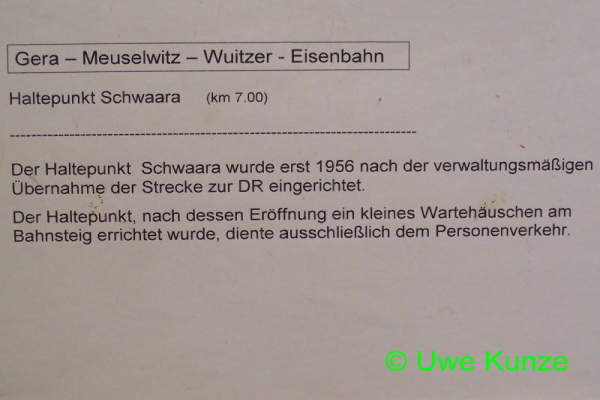 Gera – Meuselwitz – Wuitzer - Eisenbahn
Haltepunkt Schwaara (km 7.00)
--------------------------------------------------------------------------------
Der Haltepunkt Schwaara wurde erst 1956 nach der verwaltungsmäßigen
Übernahme der Strecke zur DR eingerichtet.
Der Haltepunkt, nach dessen Eröffnung ein kleines Wartehäuschen am
Bahnsteig errichtet wurde, diente ausschließlich dem Personenverkehr.
© Uwe Kunze